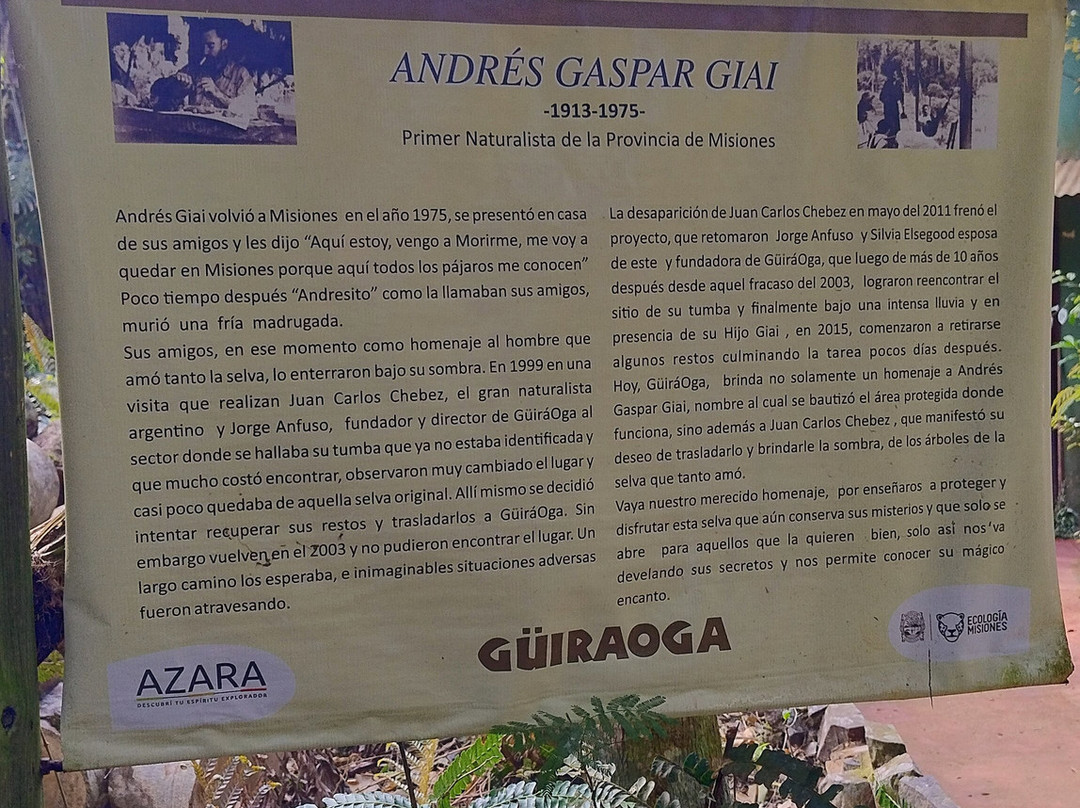 ANDRÉS GASPAR GIAI
-1913-1975-
Primer Naturalista de la Provincia de Misiones
Andrés Giai volvió a Misiones en el año 1975, se presentó en casa
de sus amigos y les dijo “Aquí estoy, vengo a Morirme, me voy a
quedar en Misiones porque aquí todos los pájaros me conocen”
Poco tiempo después “Andresito” como la llamaban sus amigos,
murió una fría madrugada.
Sus amigos, en ese momento como homenaje al hombre que
amó tanto la selva, lo enterraron bajo su sombra. En 1999 en una
visita que realizan Juan Carlos Chebez, el gran naturalista
argentino y Jorge Anfuso, fundador y director de GüiráOga al
sector donde se hallaba su tumba que ya no estaba identificada y
que mucho costó encontrar, observaron muy cambiado el lugar y
casi poco quedaba de aquella selva original. Allí mismo se decidió
intentar recuperar sus restos y trasladarlos a GüiráOga. Sin
embargo vuelven en el 2003 y no pudieron encontrar el lugar. Un
largo camino los esperaba, e inimaginables situaciones adversas
fueron atravesando.
La desaparición de Juan Carlos Chebez en mayo del 2011 frenó el
proyecto, que retomaron Jorge Anfuso y Silvia Elsegood esposa
de este y fundadora de GüiráOga, que luego de más de 10 años
después desde aquel fracaso del 2003, lograron reencontrar el
sitio de su tumba y finalmente bajo una intensa lluvia y en
presencia de su Hijo Giai , en 2015, comenzaron a retirarse
algunos restos culminando la tarea pocos días después.
Hoy, GüiráOga, brinda no solamente un homenaje a Andrés
Gaspar Giai, nombre al cual se bautizó el área protegida donde
funciona, sino además a Juan Carlos Chebez , que manifestó su
deseo de trasladarlo y brindarle la sombra, de los árboles de la
selva que tanto amó.
Vaya nuestro merecido homenaje, por enseñaros a proteger y
disfrutar esta selva que aún conserva sus misterios y que solo se
abre para aquellos que la quieren bien, solo así nos va
develando sus secretos y nos permite conocer su mágico
encanto.
GÜIRAOGA
AZARA
DESCUBRÍ TU ESPÍRITU EXPLORADOR
ECOLOGÍA
MISIONES